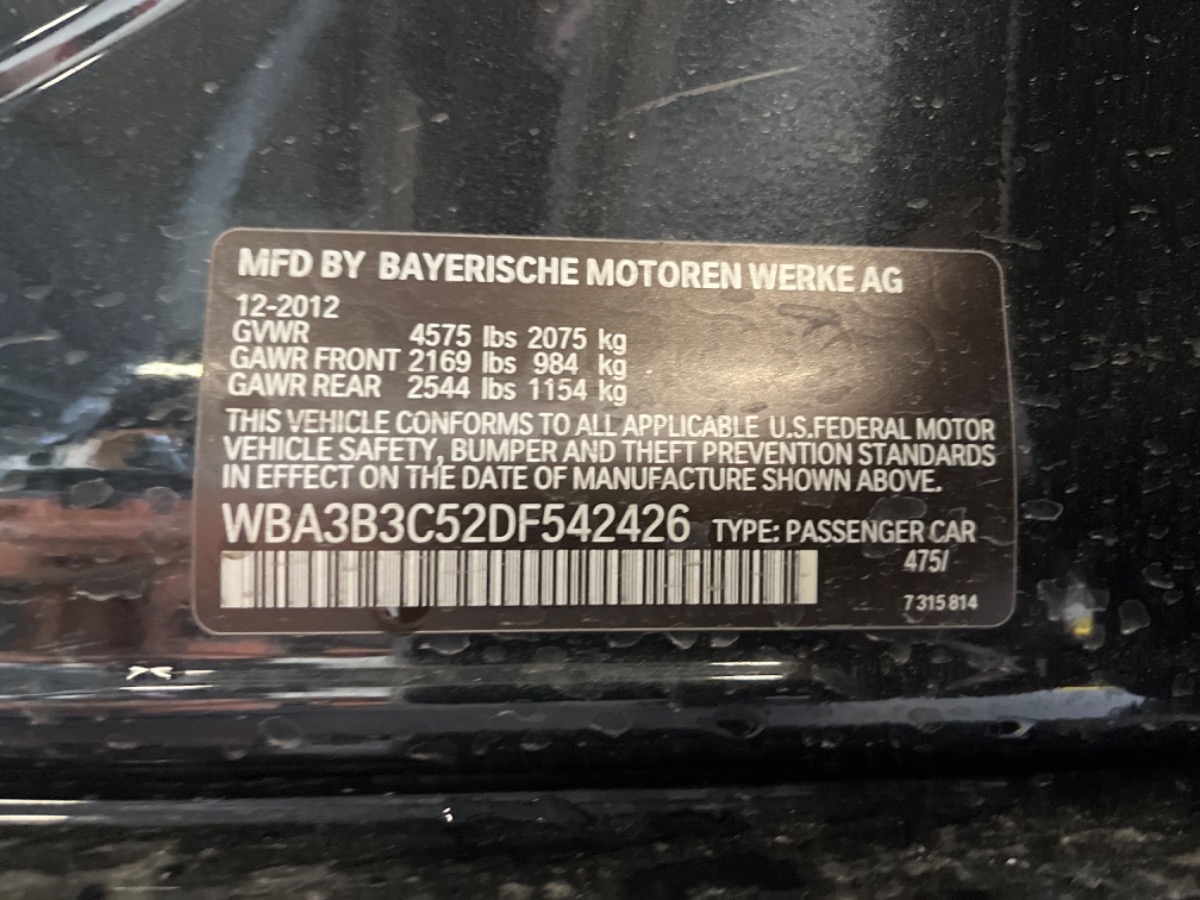 MFD BY BAYERISCHE MOTOREN WERKE AG
12-2012
GVWR 4575 lbs 2075 kg
GAWR FRONT 2169 lbs 984 kg
GAWR REAR 2544 lbs 1154 kg
THIS VEHICLE CONFORMS TO ALL APPLICABLE U.S.FEDERAL MOTOR
VEHICLE SAFETY, BUMPER AND THEFT PREVENTION STANDARDS
IN EFFECT ON THE DATE OF MANUFACTURE SHOWN ABOVE.
WBA3B3C52DF542426 TYPE: PASSENGER CAR
475/
7 315 814